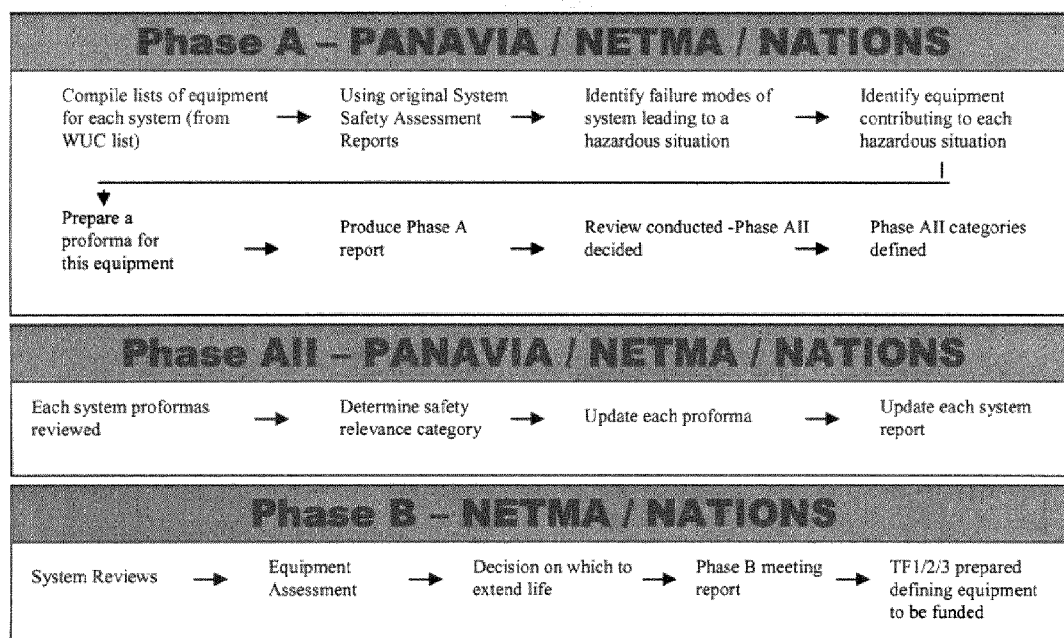 Phase A – PANAVIA / NETMA / NATIONS
Compile lists of equipment
for each system (from
WUC list)
Using original System
Safety Assessment
Reports
Identify failure modes of
system leading to a
hazardous situation
Identify equipment
contributing to each
hazardous situation
Prepare a
proforma for
this equipment
Produce Phase A
report
Review conducted -Phase AII
decided
Phase AII categories
defined
Phase AII – PANAVIA / NETMA / NATIONS
Each system proformas
reviewed
Determine safety
relevance category
Update each proforma
Update each system
report
Phase B – NETMA / NATIONS
System Reviews
Equipment
Assessment
Decision on which to
extend life
Phase B meeting
report
TF1/2/3 prepared
defining equipment
to be funded